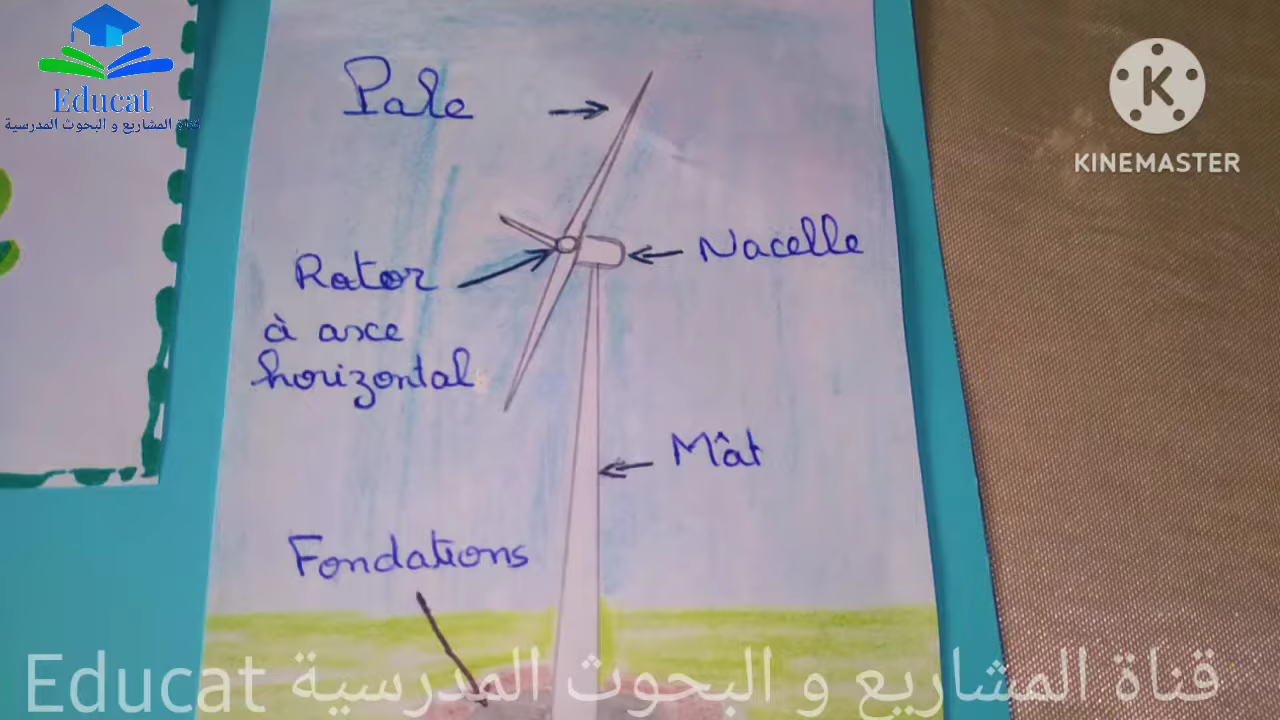 Educat
قناة المشاريع و البحوث المدرسية
K
KINEMASTER
Pale
Nacelle
Rotor
à axe
horizontal
Mât
Fondations
Educat قناة المشاريع و البحوث المدرسية